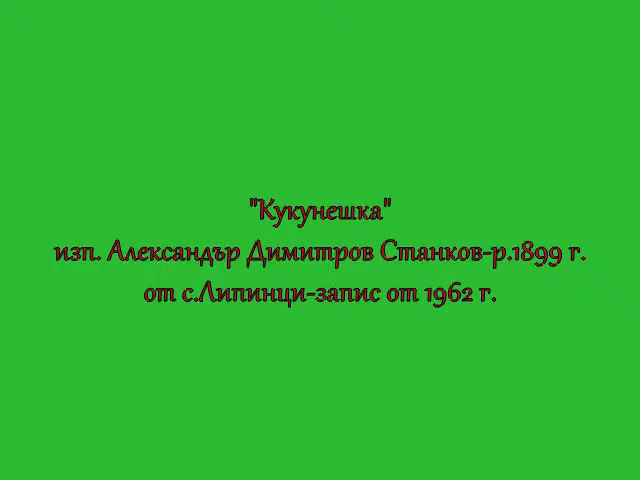 "Кукунешка"
изп. Александър Димитров Станков-р.1899 г.
от с.Липинци-запис от 1962 г.